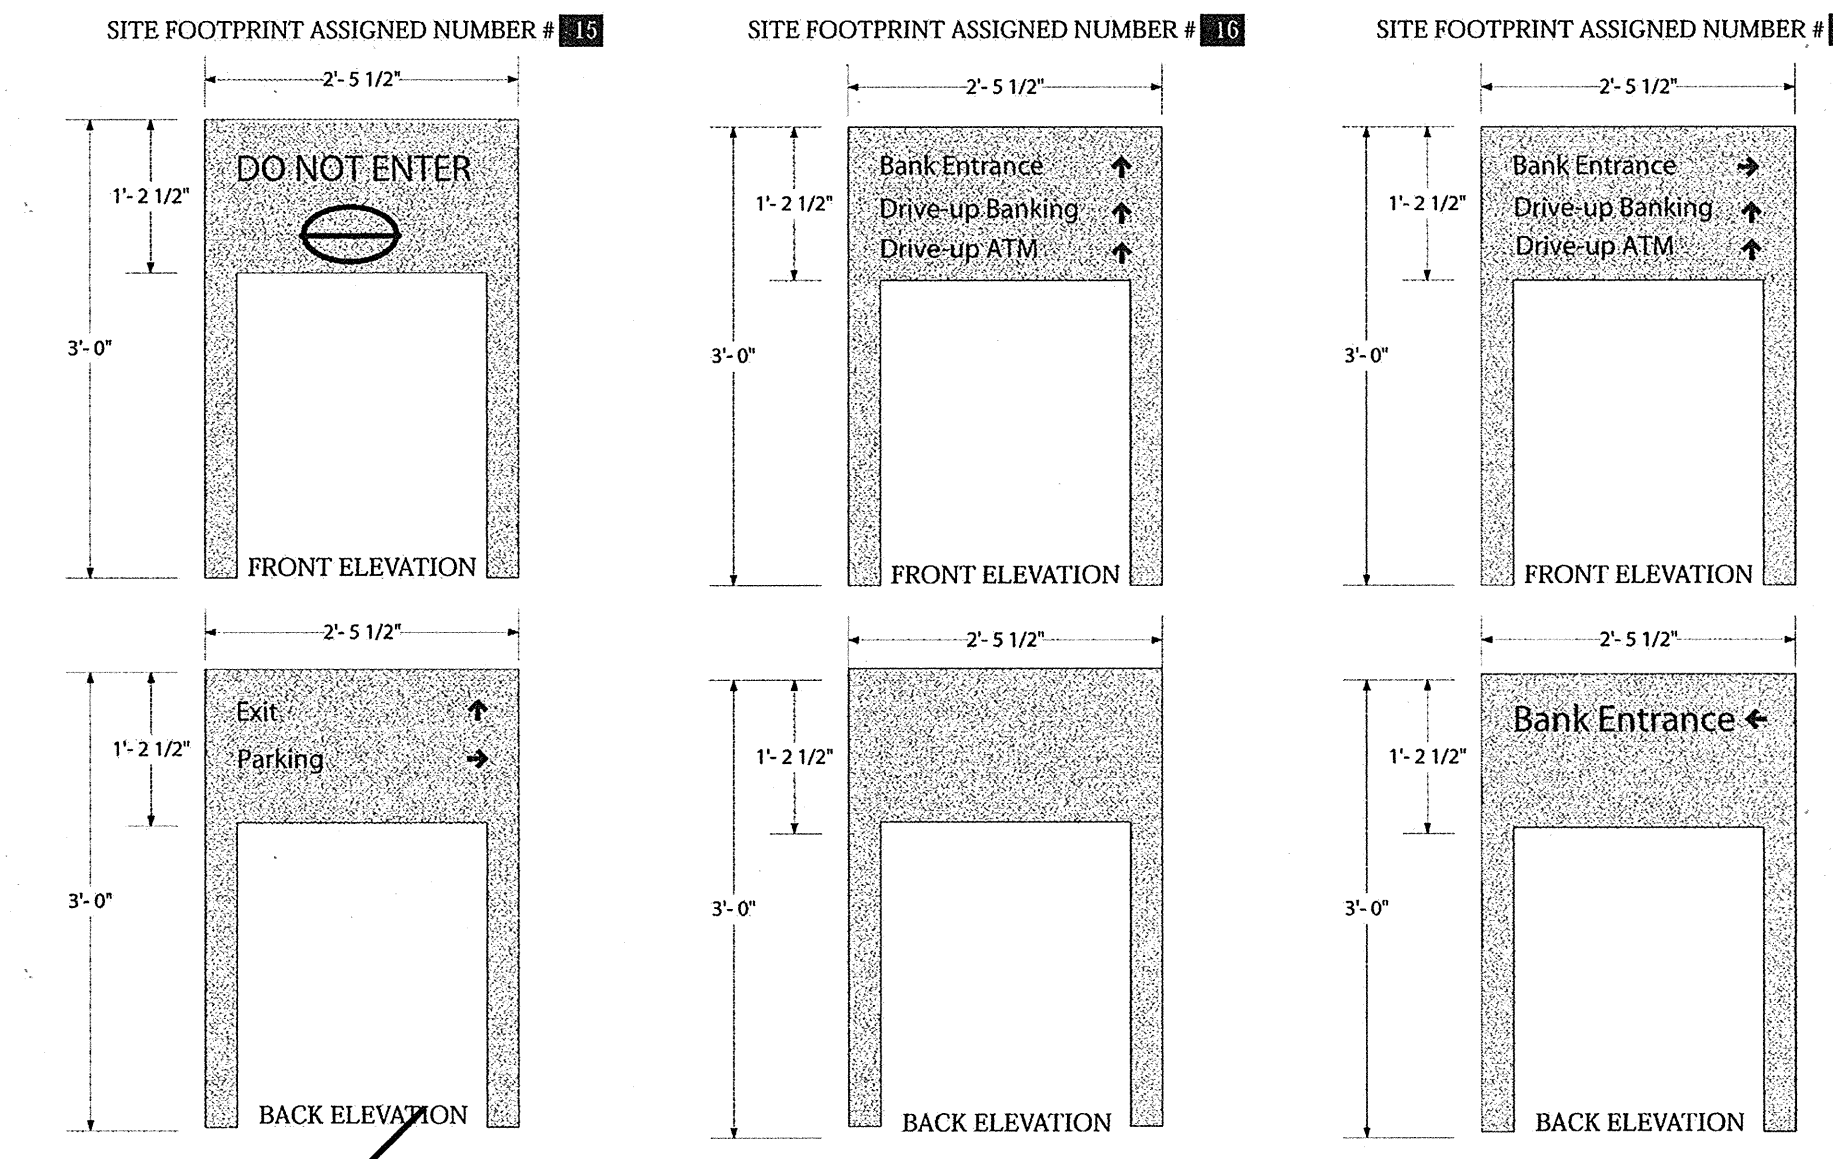 SITE FOOTPRINT ASSIGNED NUMBER # 15
2'- 5 1/2"
1'- 2 1/2"
3'- 0"
DO NOT ENTER
FRONT ELEVATION
2'- 5 1/2"
1'- 2 1/2"
3'- 0"
Exit ↑
Parking →
BACK ELEVATION
SITE FOOTPRINT ASSIGNED NUMBER # 16
2'- 5 1/2"
1'- 2 1/2"
3'- 0"
Bank Entrance ↑
Drive-up Banking ↑
Drive-up ATM ↑
FRONT ELEVATION
2'- 5 1/2"
1'- 2 1/2"
3'- 0"
BACK ELEVATION
SITE FOOTPRINT ASSIGNED NUMBER #
2'- 5 1/2"
1'- 2 1/2"
3'- 0"
Bank Entrance →
Drive-up Banking ↑
Drive-up ATM ↑
FRONT ELEVATION
2'- 5 1/2"
1'- 2 1/2"
3'- 0"
Bank Entrance ←
BACK ELEVATION